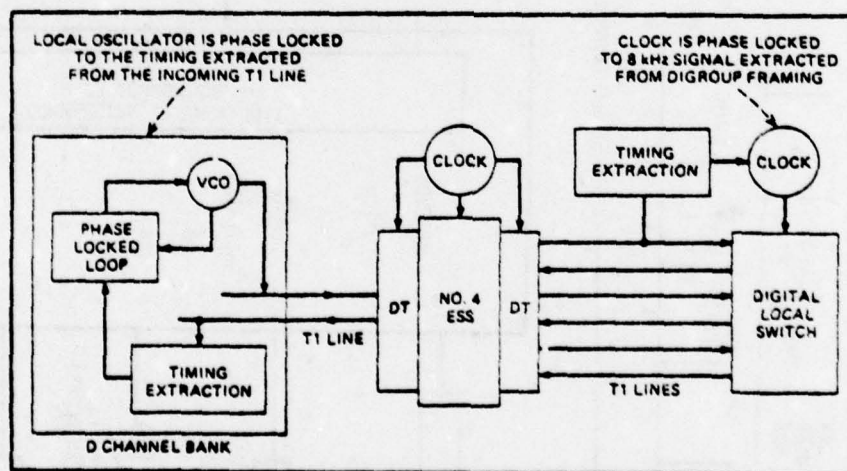 LOCAL OSCILLATOR IS PHASE LOCKED
TO THE TIMING EXTRACTED
FROM THE INCOMING T1 LINE
CLOCK IS PHASE LOCKED
TO 8 kHz SIGNAL EXTRACTED
FROM DIGROUP FRAMING
VCO
PHASE
LOCKED
LOOP
TIMING
EXTRACTION
D CHANNEL BANK
T1 LINE
CLOCK
DT
NO. 4
ESS
DT
TIMING
EXTRACTION
CLOCK
DIGITAL
LOCAL
SWITCH
T1 LINES